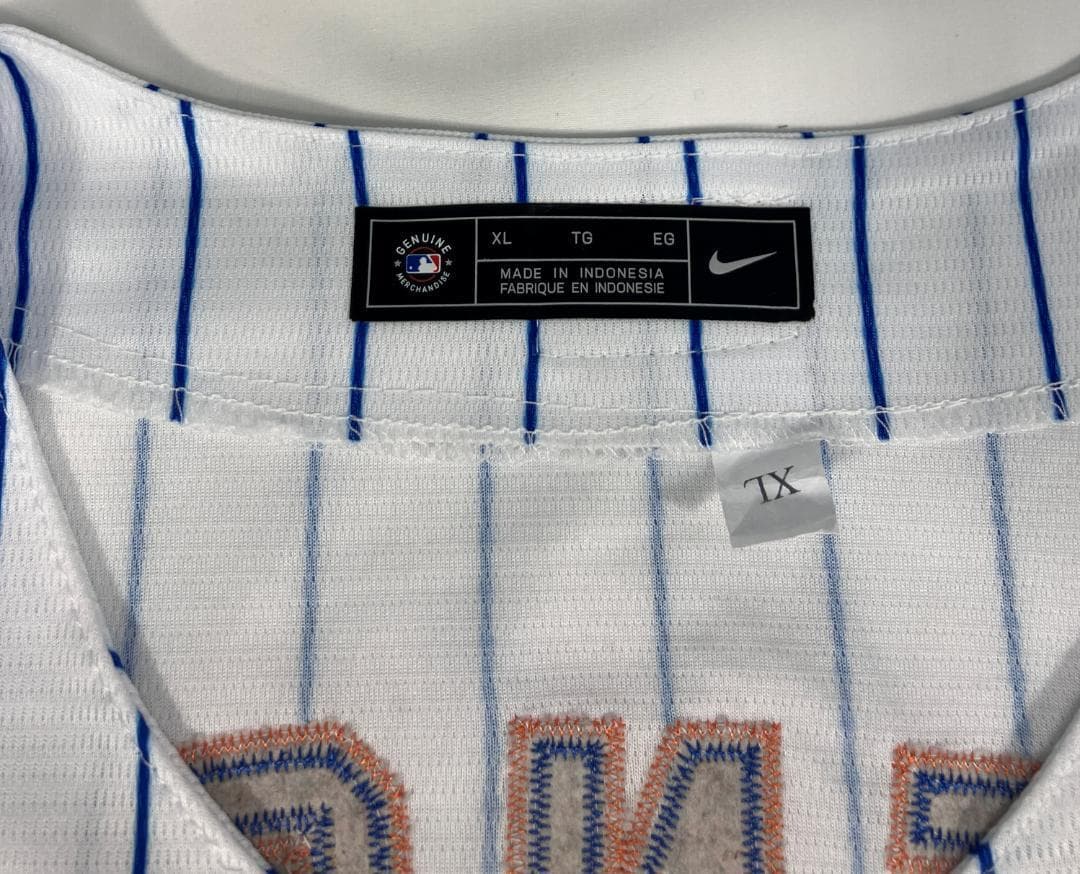 GENUINE
MERCHANDISE
XL TG EG
MADE IN INDONESIA
FABRIQUE EN INDONESIE
XL